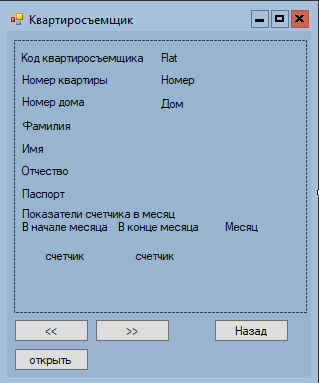 Квартиросъемщик
Код квартиросъемщика Flat
Номер квартиры Номер
Номер дома Дом
Фамилия
Имя
Отчество
Паспорт
Показатели счетчика в месяц
В начале месяца В конце месяца Месяц
счетчик счетчик
<< >> Назад
открыть